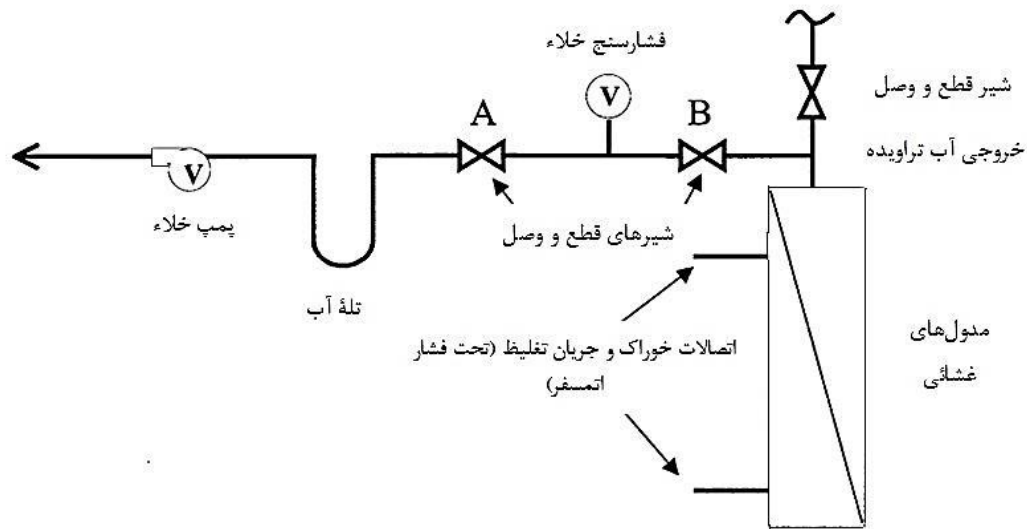 فشارسنج خلاء
V
A
B
شیر قطع و وصل
خروجی آب تراویده
V
پمپ خلاء
شیرهای قطع و وصل
تلۀ آب
اتصالات خوراک و جریان تغلیظ (تحت فشار
اتمسفر)
مدول‌های
غشائی